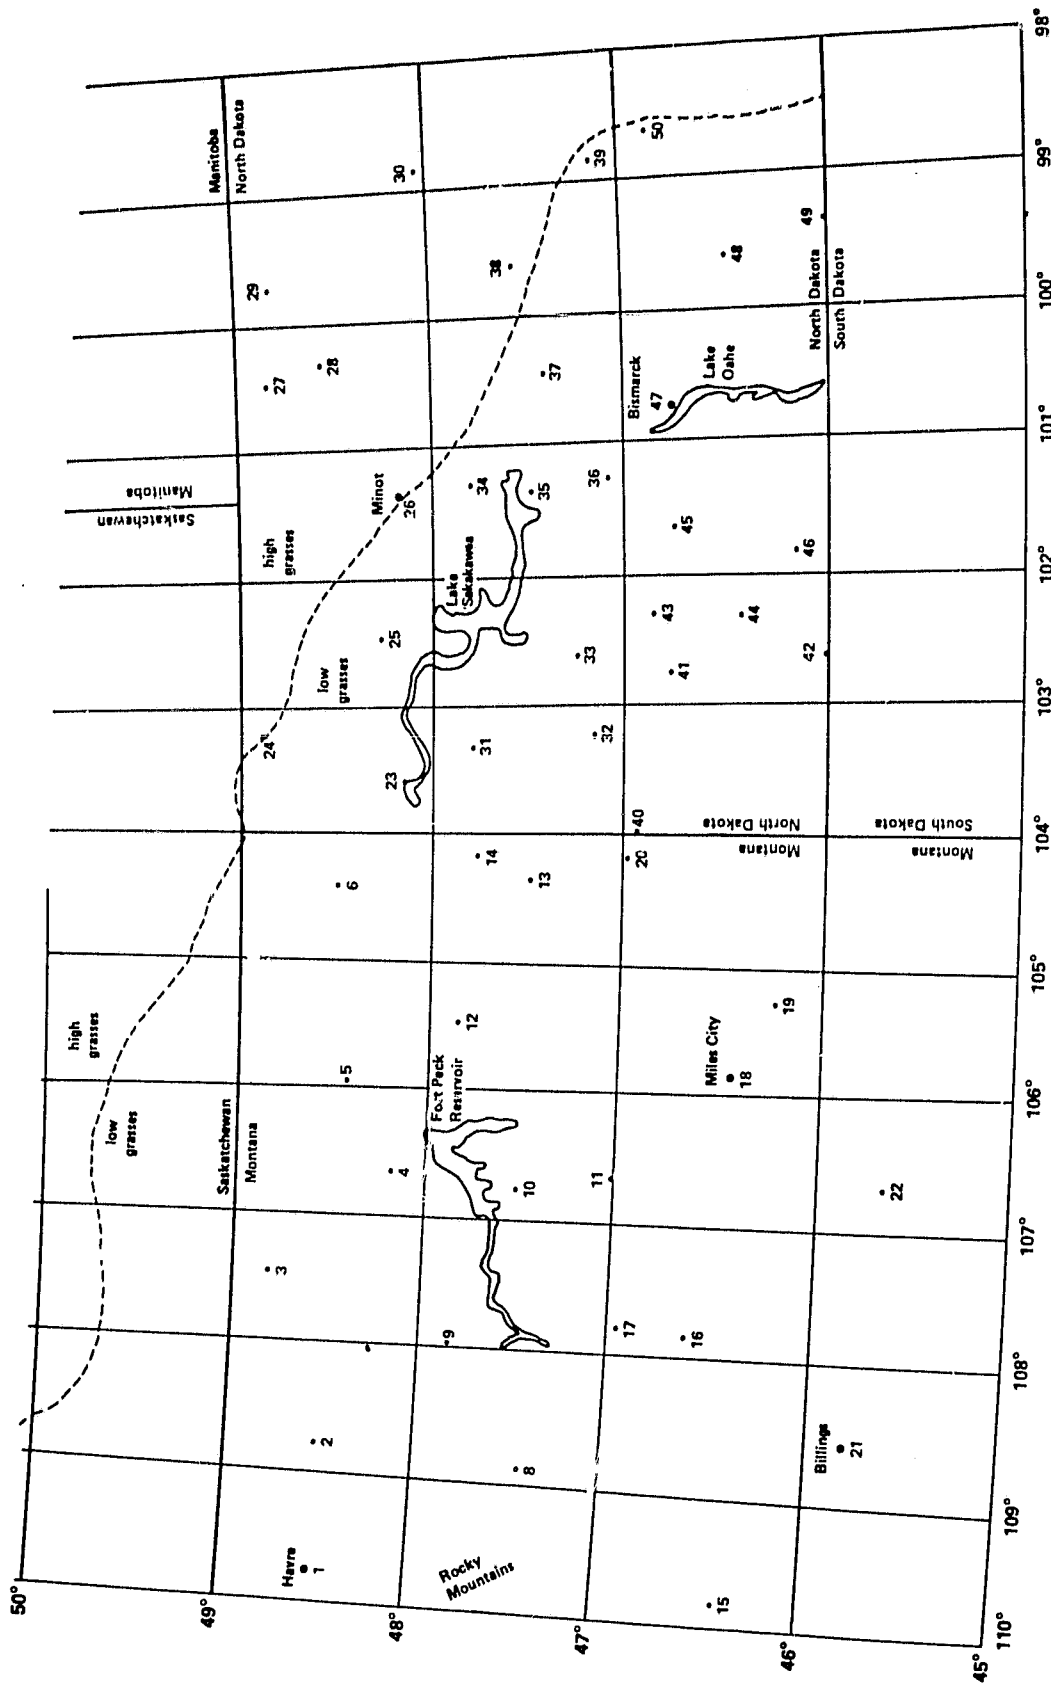 50°
49°
48°
47°
46°
45°
110°
109°
108°
107°
106°
105°
104°
103°
102°
101°
100°
99°
98°
Havre
1
2
3
4
5
6
8
9
10
11
12
13
14
15
16
17
18
19
20
21
22
23
24
25
26
27
28
29
30
31
32
33
34
35
36
37
38
39
40
41
42
43
44
45
46
47
48
49
50
Rocky
Mountains
Billings
Miles City
Fort Peck
Reservoir
Saskatchewan
Montana
low
grasses
high
grasses
Montana
North Dakota
Montana
South Dakota
low
grasses
high
grasses
Lake
Sakakawea
Minot
Saskatchewan
Manitoba
Bismarck
Lake
Oahe
North Dakota
South Dakota
Manitoba
North Dakota